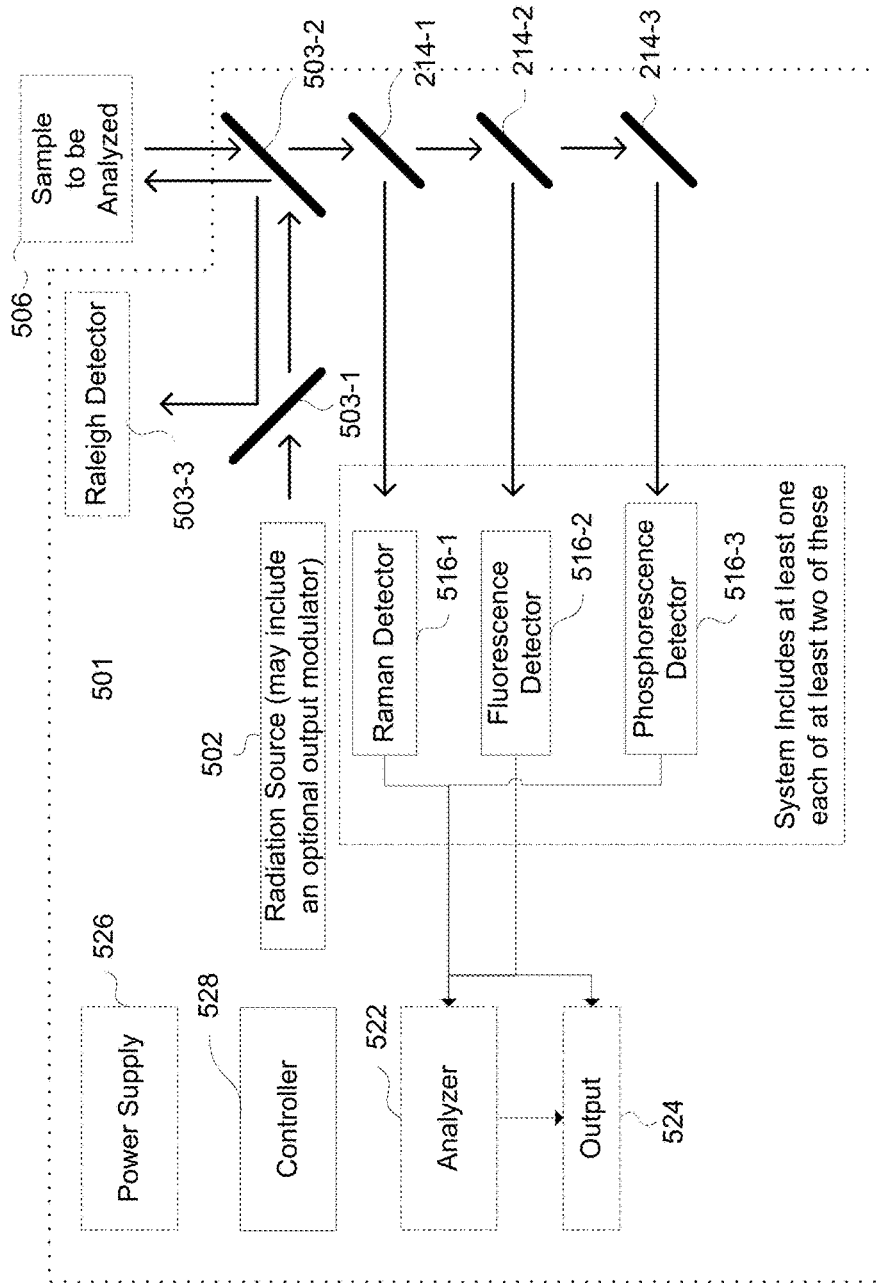 506
Sample
to be
Analyzed
503-2
214-1
214-2
214-3
Raleigh Detector
503-3
503-1
501
502
Radiation Source (may include
an optional output modulator)
Raman Detector
516-1
Fluorescence
Detector
516-2
Phosphorescence
Detector
516-3
System Includes at least one
each of at least two of these
526
Power Supply
528
Controller
522
Analyzer
Output
524